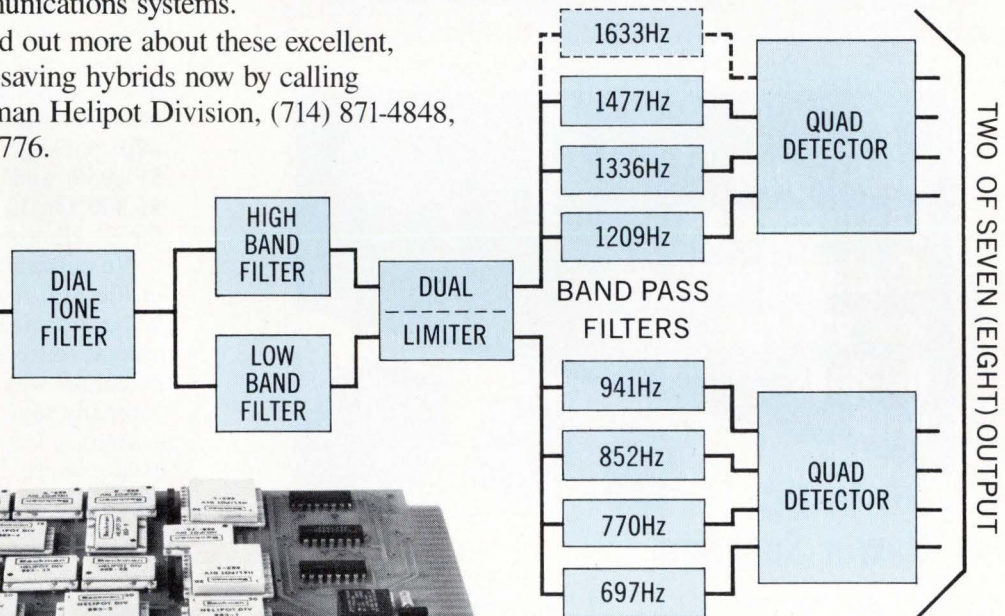 communications systems.
out more about these excellent,
saving hybrids now by calling
Helipot Division, (714) 871-4848,
776.
DIAL
TONE
FILTER
HIGH
BAND
FILTER
LOW
BAND
FILTER
DUAL
LIMITER
1633Hz
1477Hz
1336Hz
1209Hz
BAND PASS
FILTERS
941Hz
852Hz
770Hz
697Hz
QUAD
DETECTOR
QUAD
DETECTOR
TWO OF SEVEN (EIGHT) OUTPUT